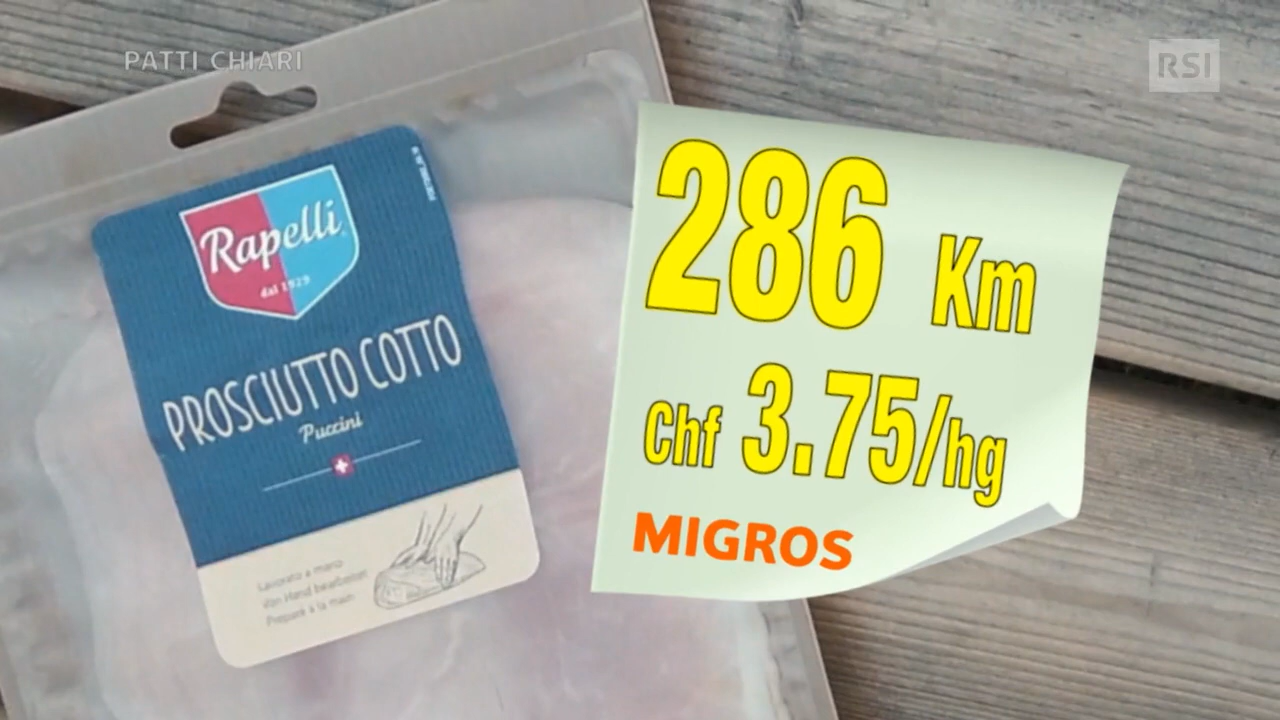 PATTI CHIARI
RSI
Rapelli
dal 1929
PROSCIUTTO COTTO
Puccini
Lavorato a mano
Von Hand bearbeitet
Préparé à la main
286 Km
Chf 3.75/hg
MIGROS